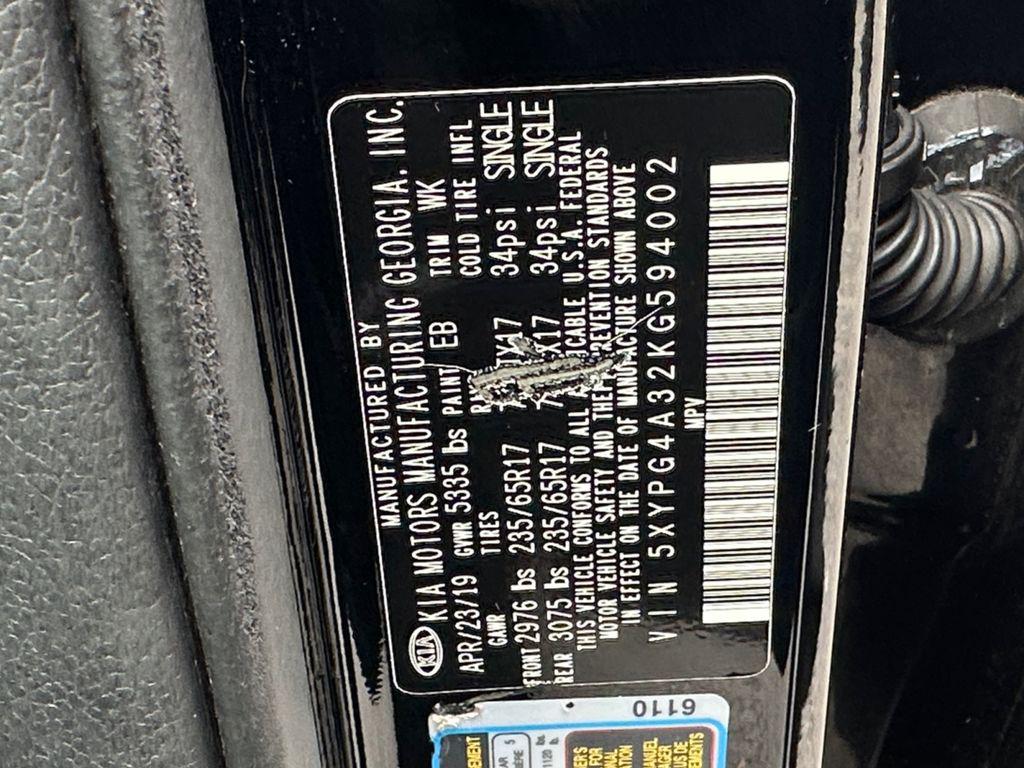 MANUFACTURED BY
KIA KIA MOTORS MANUFACTURING GEORGIA. INC.
APR/23/19 GVWR 5335 lbs PAINT EB TRIM WK
GAWR TIRES COLD TIRE INFL
FRONT 2976 lbs 235/65R17 X17 34psi SINGLE
REAR 3075 lbs 235/65R17 X17 34psi SINGLE
THIS VEHICLE CONFORMS TO ALL U.S.A. FEDERAL
MOTOR VEHICLE SAFETY AND THEFT PREVENTION STANDARDS
IN EFFECT ON THE DATE OF MANUFACTURE SHOWN ABOVE
VIN 5XYPG4A32KG594002
MPV
6110